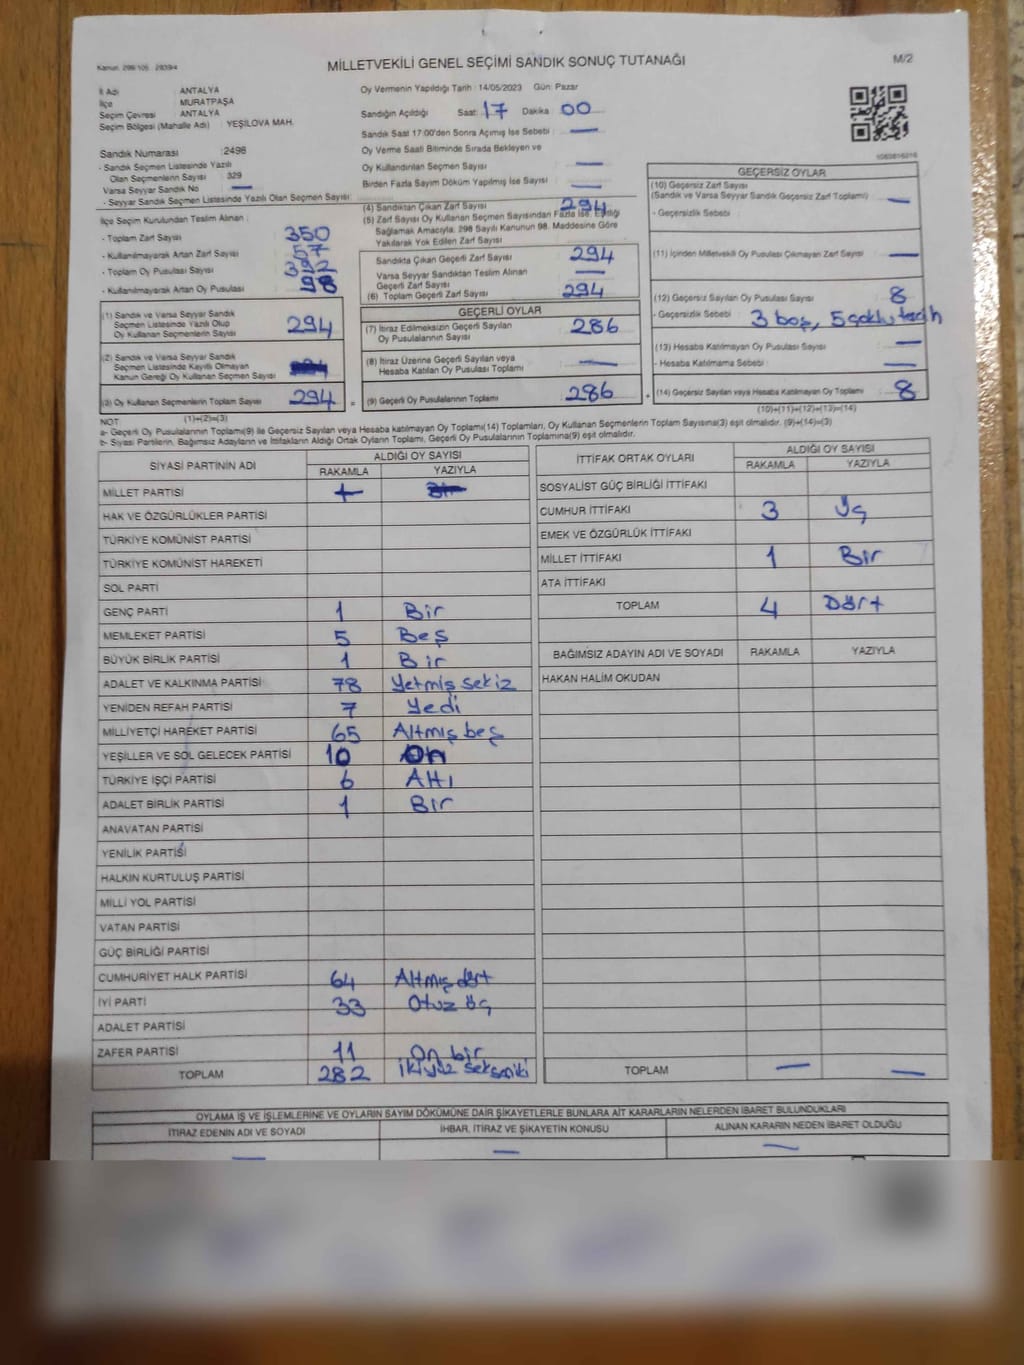 Kanun: 298/105 2839/4
MİLLETVEKİLİ GENEL SEÇİMİ SANDIK SONUÇ TUTANAĞI
M/2
İl Adı : ANTALYA
İlçe : MURATPAŞA
Seçim Çevresi : ANTALYA
Seçim Bölgesi (Mahalle Adı) : YEŞİLOVA MAH.
Sandık Numarası : 2498
- Sandık Seçmen Listesinde Yazılı
Olan Seçmenlerin Sayısı : 329
Varsa Seyyar Sandık No : —
- Seyyar Sandık Seçmen Listesinde Yazılı Olan Seçmen Sayısı :
İlçe Seçim Kurulundan Teslim Alınan :
- Toplam Zarf Sayısı : 350
- Kullanılmayarak Artan Zarf Sayısı : 57
- Toplam Oy Pusulası Sayısı : 392
- Kullanılmayarak Artan Oy Pusulası : 98
Oy Vermenin Yapıldığı Tarih : 14/05/2023 Gün: Pazar
Sandığın Açıldığı Saat: 17 Dakika: 00
Sandık Saat 17:00'den Sonra Açılmış İse Sebebi : —
Oy Verme Saati Bitiminde Sırada Bekleyen ve
Oy Kullandırılan Seçmen Sayısı : —
Birden Fazla Sayım Döküm Yapılmış İse Sayısı : —
(4) Sandıktan Çıkan Zarf Sayısı : 294
(5) Zarf Sayısı Oy Kullanan Seçmen Sayısından Fazla İse, Eşitliği
Sağlamak Amacıyla, 298 Sayılı Kanunun 98. Maddesine Göre
Yakılarak Yok Edilen Zarf Sayısı :
Sandıkta Çıkan Geçerli Zarf Sayısı : 294
Varsa Seyyar Sandıktan Teslim Alınan
Geçerli Zarf Sayısı : —
(6) Toplam Geçerli Zarf Sayısı : 294
GEÇERLİ OYLAR
(7) İtiraz Edilmeksizin Geçerli Sayılan
Oy Pusulalarının Sayısı : 286
(8) İtiraz Üzerine Geçerli Sayılan veya
Hesaba Katılan Oy Pusulası Toplamı : —
(9) Geçerli Oy Pusulalarının Toplamı : 286
(1) Sandık ve Varsa Seyyar Sandık
Seçmen Listesinde Yazılı Olup
Oy Kullanan Seçmenlerin Sayısı : 294
(2) Sandık ve Varsa Seyyar Sandık
Seçmen Listesinde Kayıtlı Olmayan
Kanun Gereği Oy Kullanan Seçmen Sayısı :
(3) Oy Kullanan Seçmenlerin Toplam Sayısı : 294 =
(1)+(2)=(3)
1060816016
GEÇERSİZ OYLAR
(10) Geçersiz Zarf Sayısı
(Sandık ve Varsa Seyyar Sandık Geçersiz Zarf Toplamı) : —
- Geçersizlik Sebebi :
(11) İçinden Milletvekili Oy Pusulası Çıkmayan Zarf Sayısı : —
(12) Geçersiz Sayılan Oy Pusulası Sayısı : 8
- Geçersizlik Sebebi : 3 boş, 5 çoklu tercih
(13) Hesaba Katılmayan Oy Pusulası Sayısı : —
- Hesaba Katılmama Sebebi : —
+ (14) Geçersiz Sayılan veya Hesaba Katılmayan Oy Toplamı : 8
(10)+(11)+(12)+(13)=(14)
NOT :
a- Geçerli Oy Pusulalarının Toplamı(9) ile Geçersiz Sayılan veya Hesaba katılmayan Oy Toplamı(14) Toplamları, Oy Kullanan Seçmenlerin Toplam Sayısına(3) eşit olmalıdır. (9)+(14)=(3)
b- Siyasi Partilerin, Bağımsız Adayların ve İttifakların Aldığı Ortak Oyların Toplamı, Geçerli Oy Pusulalarının Toplamına(9) eşit olmalıdır.
SİYASİ PARTİNİN ADI ALDIĞI OY SAYISI
RAKAMLA YAZIYLA
MİLLET PARTİSİ
HAK VE ÖZGÜRLÜKLER PARTİSİ
TÜRKİYE KOMÜNİST PARTİSİ
TÜRKİYE KOMÜNİST HAREKETİ
SOL PARTİ
GENÇ PARTİ 1 Bir
MEMLEKET PARTİSİ 5 Beş
BÜYÜK BİRLİK PARTİSİ 1 Bir
ADALET VE KALKINMA PARTİSİ 78 Yetmiş sekiz
YENİDEN REFAH PARTİSİ 7 Yedi
MİLLİYETÇİ HAREKET PARTİSİ 65 Altmış beş
YEŞİLLER VE SOL GELECEK PARTİSİ 10 On
TÜRKİYE İŞÇİ PARTİSİ 6 Altı
ADALET BİRLİK PARTİSİ 1 Bir
ANAVATAN PARTİSİ
YENİLİK PARTİSİ
HALKIN KURTULUŞ PARTİSİ
MİLLİ YOL PARTİSİ
VATAN PARTİSİ
GÜÇ BİRLİĞİ PARTİSİ
CUMHURİYET HALK PARTİSİ 64 Altmış dört
İYİ PARTİ 33 Otuz üç
ADALET PARTİSİ
ZAFER PARTİSİ 11 On bir
TOPLAM 282 İkiyüz seksen iki
İTTİFAK ORTAK OYLARI ALDIĞI OY SAYISI
RAKAMLA YAZIYLA
SOSYALİST GÜÇ BİRLİĞİ İTTİFAKI
CUMHUR İTTİFAKI 3 Üç
EMEK VE ÖZGÜRLÜK İTTİFAKI
MİLLET İTTİFAKI 1 Bir
ATA İTTİFAKI
TOPLAM 4 Dört
BAĞIMSIZ ADAYIN ADI VE SOYADI RAKAMLA YAZIYLA
HAKAN HALİM OKUDAN
TOPLAM — —
OYLAMA İŞ VE İŞLEMLERİNE VE OYLARIN SAYIM DÖKÜMÜNE DAİR ŞİKAYETLERLE BUNLARA AİT KARARLARIN NELERDEN İBARET BULUNDUKLARI
İTİRAZ EDENİN ADI VE SOYADI İHBAR, İTİRAZ VE ŞİKAYETİN KONUSU ALINAN KARARIN NEDEN İBARET OLDUĞU
— — —